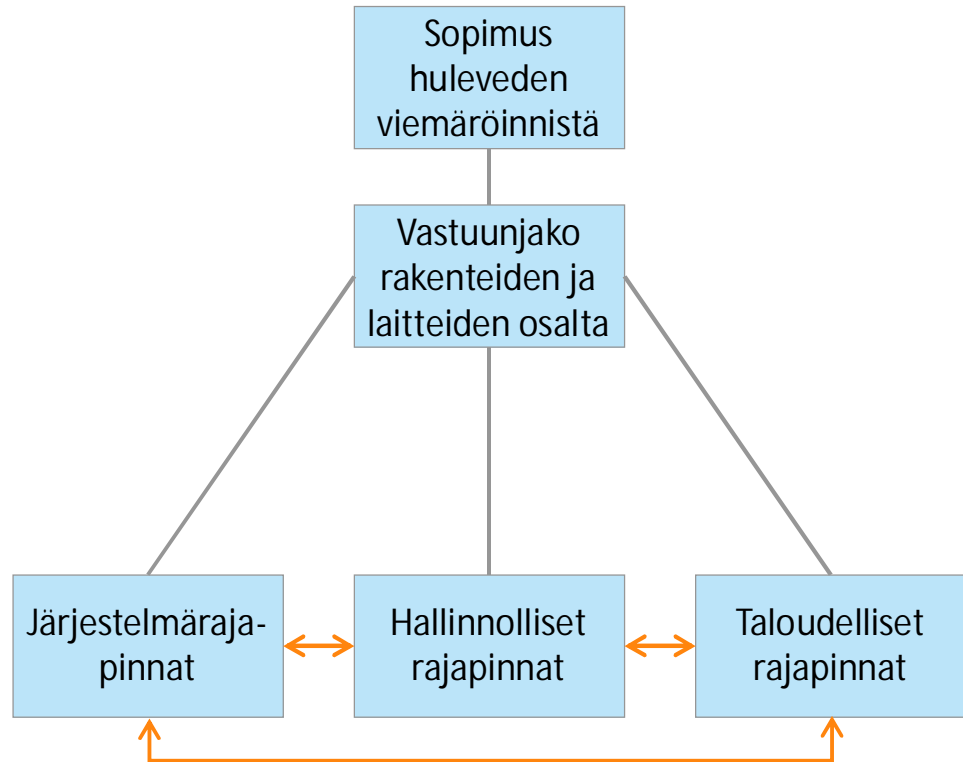 Sopimus
huleveden
viemäröinnistä
Vastuunjako
rakenteiden ja
laitteiden osalta
Järjestelmäraja-
pinnat
Hallinnolliset
rajapinnat
Taloudelliset
rajapinnat